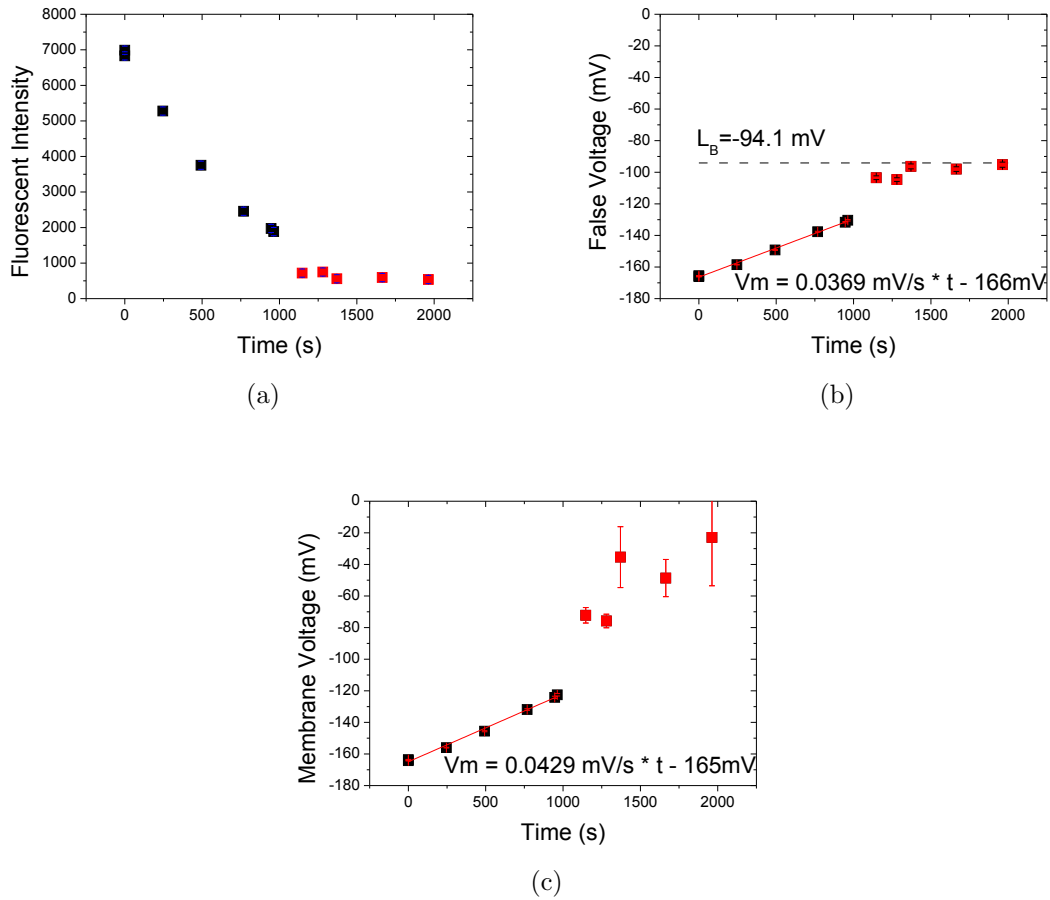 8000
7000
6000
5000
4000
3000
2000
1000
0
Fluorescent Intensity
0 500 1000 1500 2000
Time (s)
(a)
0
-20
-40
-60
-80
-100
-120
-140
-160
-180
False Voltage (mV)
L_B=-94.1 mV
Vm = 0.0369 mV/s * t - 166mV
0 500 1000 1500 2000
Time (s)
(b)
0
-20
-40
-60
-80
-100
-120
-140
-160
-180
Membrane Voltage (mV)
Vm = 0.0429 mV/s * t - 165mV
0 500 1000 1500 2000
Time (s)
(c)